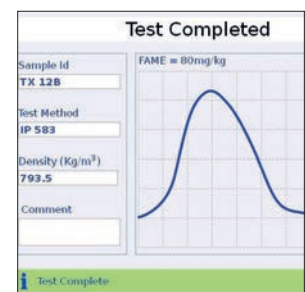 Test Completed
Sample Id
TX 12B
Test Method
IP 583
Density (Kg/m³)
793.5
Comment
FAME = 80mg/kg
Test Complete